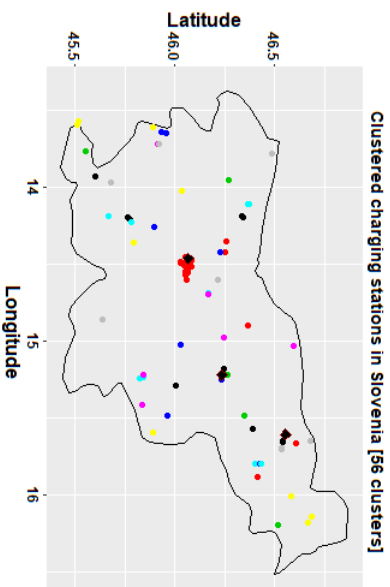 Clustered charging stations in Slovenia [56 clusters]
Latitude
46.5
46.0
45.5
14
15
16
Longitude